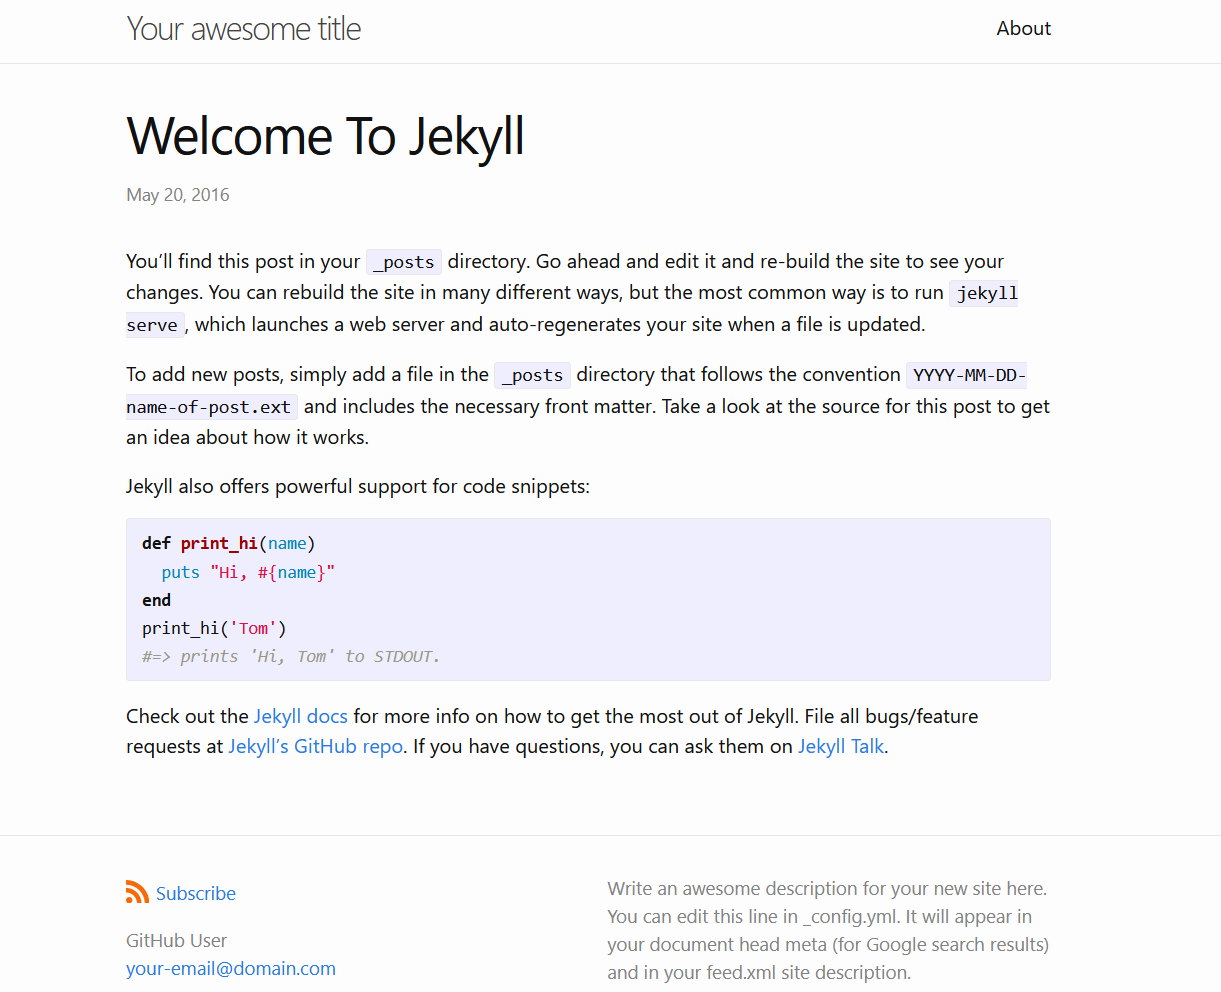 Your awesome title
About
Welcome To Jekyll
May 20, 2016
You’ll find this post in your _posts directory. Go ahead and edit it and re-build the site to see your
changes. You can rebuild the site in many different ways, but the most common way is to run jekyll
serve, which launches a web server and auto-regenerates your site when a file is updated.
To add new posts, simply add a file in the _posts directory that follows the convention YYYY-MM-DD-
name-of-post.ext and includes the necessary front matter. Take a look at the source for this post to get
an idea about how it works.
Jekyll also offers powerful support for code snippets:
def print_hi(name)
  puts "Hi, #{name}"
end
print_hi('Tom')
#=> prints 'Hi, Tom' to STDOUT.
Check out the Jekyll docs for more info on how to get the most out of Jekyll. File all bugs/feature
requests at Jekyll’s GitHub repo. If you have questions, you can ask them on Jekyll Talk.
Subscribe
GitHub User
your-email@domain.com
Write an awesome description for your new site here.
You can edit this line in _config.yml. It will appear in
your document head meta (for Google search results)
and in your feed.xml site description.